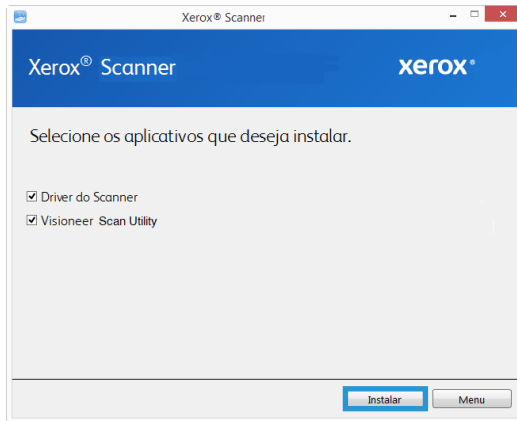 Xerox® Scanner
Xerox® Scanner
xerox®
Selecione os aplicativos que deseja instalar.
Driver do Scanner
Visioneer Scan Utility
Instalar
Menu